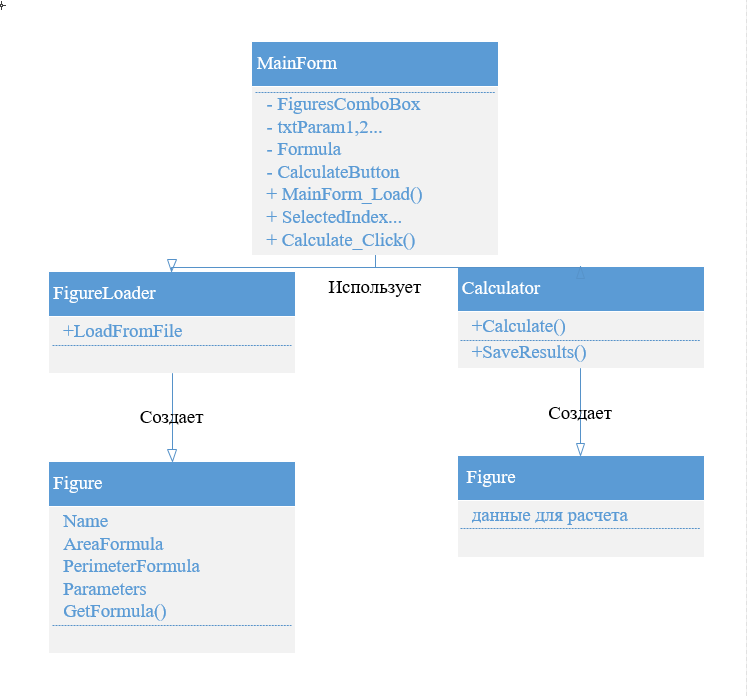 MainForm
- FiguresComboBox
- txtParam1,2...
- Formula
- CalculateButton
+ MainForm_Load()
+ SelectedIndex...
+ Calculate_Click()
Использует
FigureLoader
+LoadFromFile
Calculator
+Calculate()
+SaveResults()
Создает
Создает
Figure
Name
AreaFormula
PerimeterFormula
Parameters
GetFormula()
Figure
данные для расчета